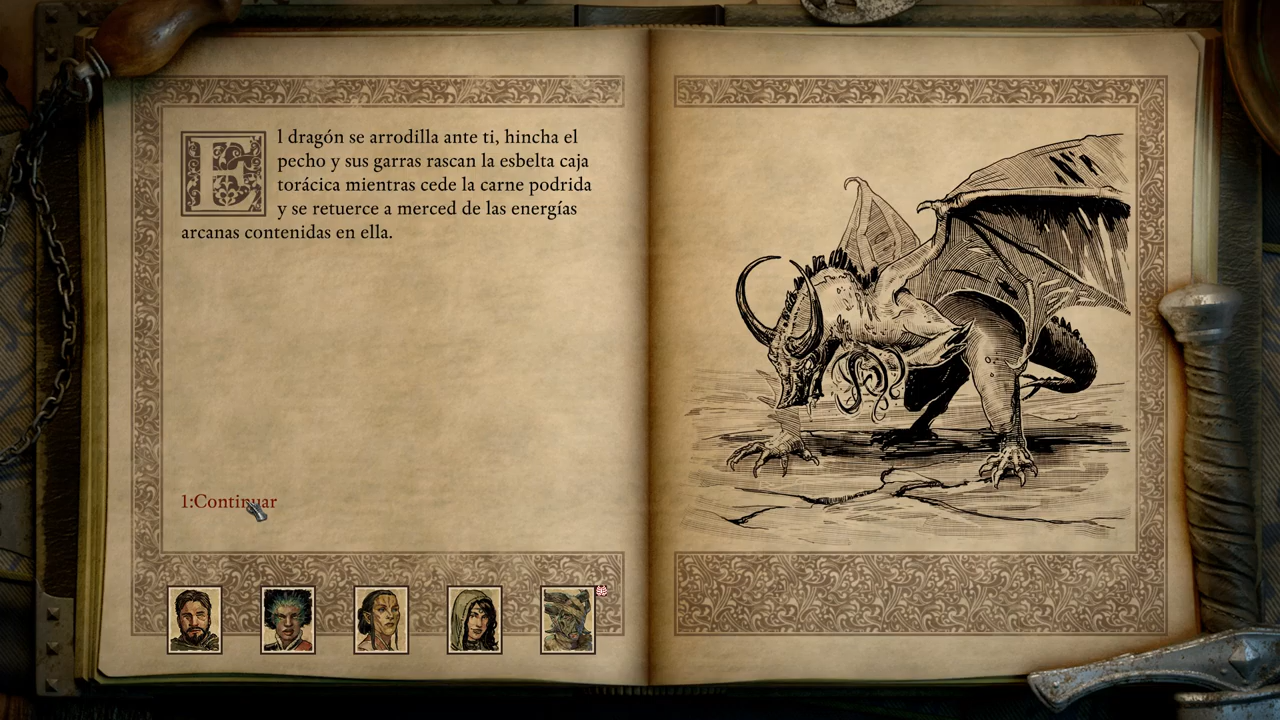 El dragón se arrodilla ante ti, hincha el
pecho y sus garras rascan la esbelta caja
torácica mientras cede la carne podrida
y se retuerce a merced de las energías
arcanas contenidas en ella.
1:Continuar